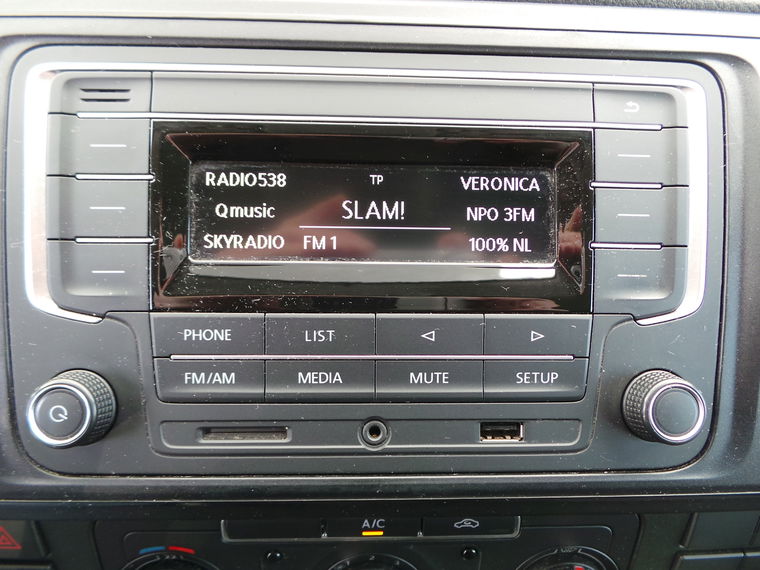 RADIO538 TP VERONICA
Qmusic SLAM! NPO 3FM
SKYRADIO FM 1 100% NL
PHONE LIST
FM/AM MEDIA MUTE SETUP
A/C